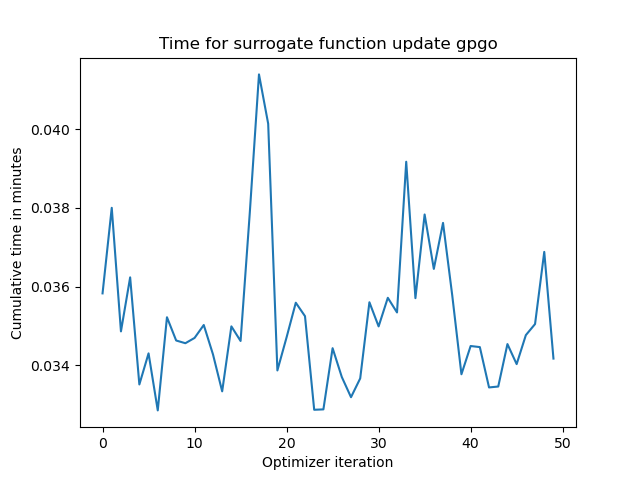 Time for surrogate function update gpgo
Cumulative time in minutes
0.040
0.038
0.036
0.034
0 10 20 30 40 50
Optimizer iteration